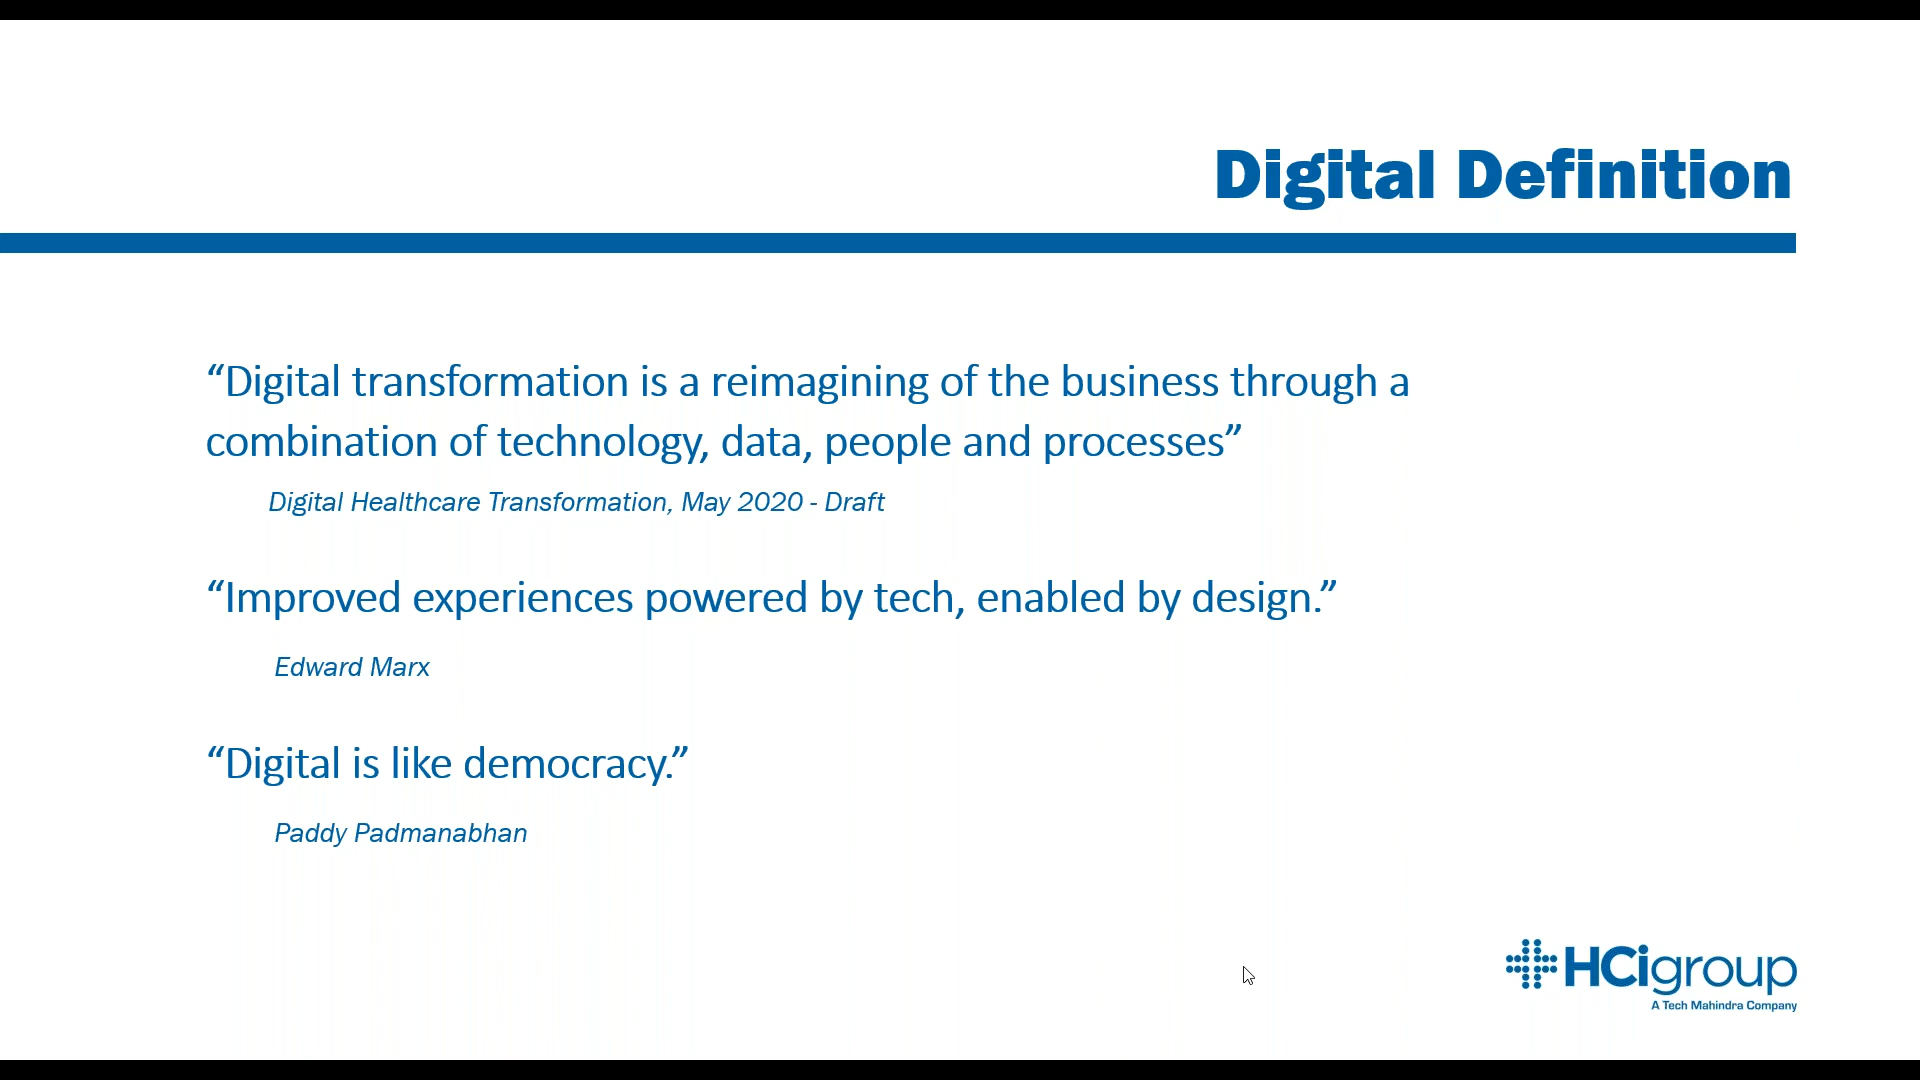 Digital Definition
“Digital transformation is a reimagining of the business through a
combination of technology, data, people and processes”
Digital Healthcare Transformation, May 2020 - Draft
“Improved experiences powered by tech, enabled by design.”
Edward Marx
“Digital is like democracy.”
Paddy Padmanabhan
HCigroup
A Tech Mahindra Company